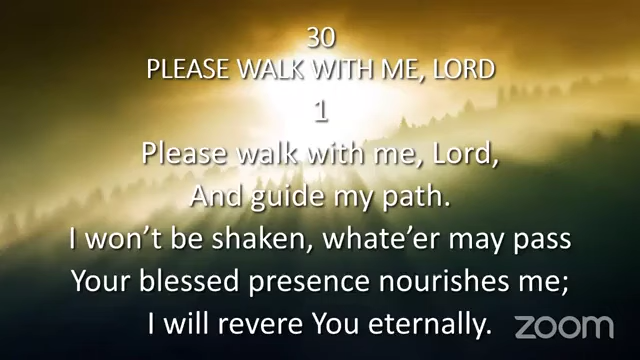 30
PLEASE WALK WITH ME, LORD
1
Please walk with me, Lord,
And guide my path.
I won't be shaken, whate'er may pass
Your blessed presence nourishes me;
I will revere You eternally.
zoom